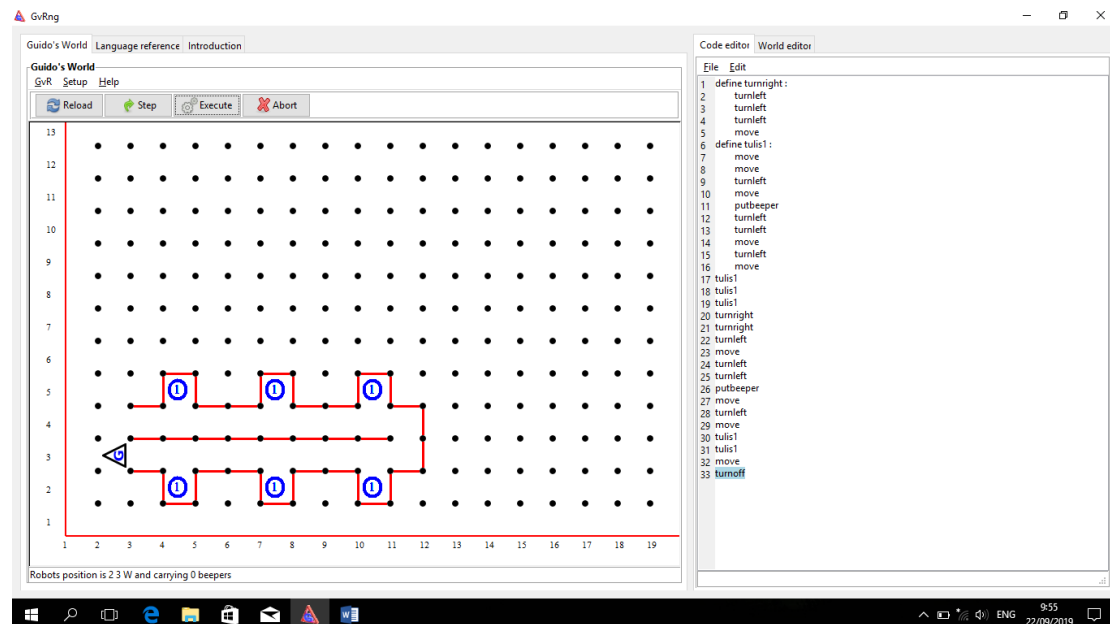 GvRng
Guido's World Language reference Introduction
Guido's World
GvR Setup Help
Reload Step Execute Abort
13
12
11
10
9
8
7
6
5
4
3
2
1
1 1 1
G
1 1 1
1 2 3 4 5 6 7 8 9 10 11 12 13 14 15 16 17 18 19
Robots position is 2 3 W and carrying 0 beepers
Code editor World editor
File Edit
1 define turnright :
2 turnleft
3 turnleft
4 turnleft
5 move
6 define tulis1 :
7 move
8 move
9 turnleft
10 move
11 putbeeper
12 turnleft
13 turnleft
14 move
15 turnleft
16 move
17 tulis1
18 tulis1
19 tulis1
20 turnright
21 turnright
22 turnleft
23 move
24 turnleft
25 turnleft
26 putbeeper
27 move
28 turnleft
29 move
30 tulis1
31 tulis1
32 move
33 turnoff
ENG
9:55
22/09/2019